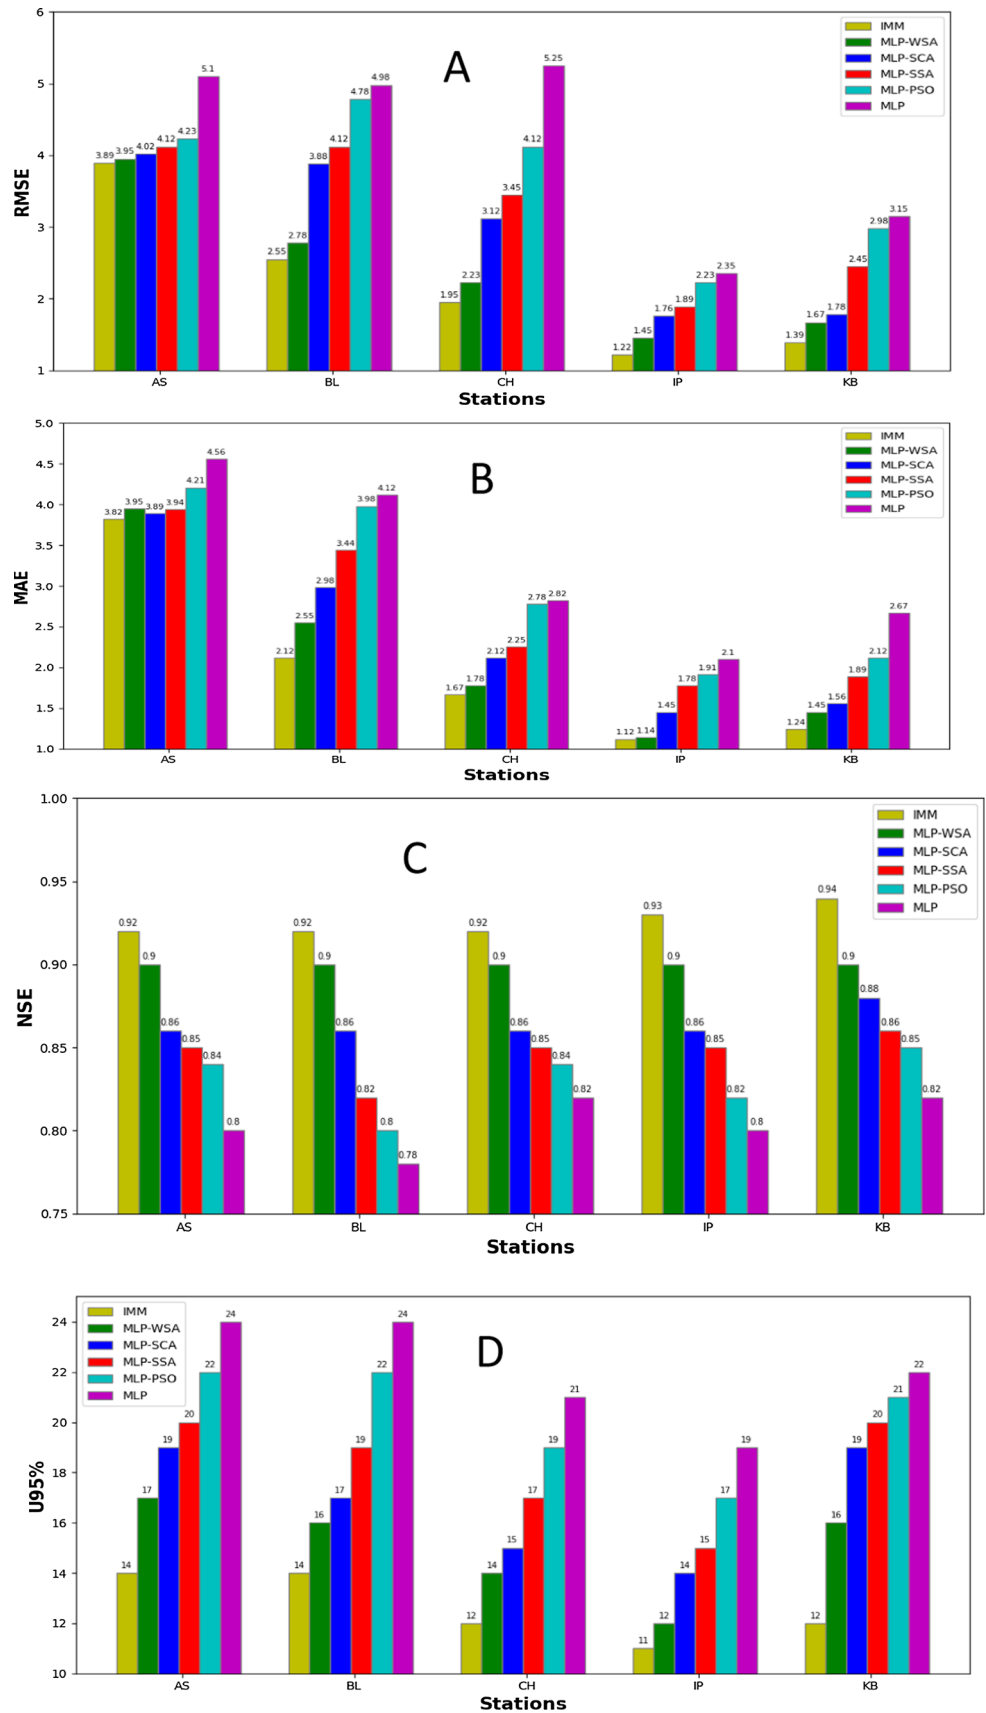 A
RMSE
6
5
4
3
2
1
IMM
MLP-WSA
MLP-SCA
MLP-SSA
MLP-PSO
MLP
3.89 3.95 4.02 4.12 4.23 5.1
2.55 2.78 3.88 4.12 4.78 4.98
1.95 2.23 3.12 3.45 4.12 5.25
1.22 1.45 1.76 1.89 2.23 2.35
1.39 1.67 1.78 2.45 2.98 3.15
AS BL CH IP KB
Stations
B
MAE
5.0
4.5
4.0
3.5
3.0
2.5
2.0
1.5
1.0
IMM
MLP-WSA
MLP-SCA
MLP-SSA
MLP-PSO
MLP
3.82 3.95 3.89 3.94 4.21 4.56
2.12 2.55 2.98 3.44 3.98 4.12
1.67 1.78 2.12 2.25 2.78 2.82
1.12 1.14 1.45 1.78 1.91 2.1
1.24 1.45 1.56 1.89 2.12 2.67
AS BL CH IP KB
Stations
C
NSE
1.00
0.95
0.90
0.85
0.80
0.75
IMM
MLP-WSA
MLP-SCA
MLP-SSA
MLP-PSO
MLP
0.92 0.9 0.86 0.85 0.84 0.8
0.92 0.9 0.86 0.82 0.8 0.78
0.92 0.9 0.86 0.85 0.84 0.82
0.93 0.9 0.86 0.85 0.82 0.8
0.94 0.9 0.88 0.86 0.85 0.82
AS BL CH IP KB
Stations
D
U95%
24
22
20
18
16
14
12
10
IMM
MLP-WSA
MLP-SCA
MLP-SSA
MLP-PSO
MLP
14 17 19 20 22 24
14 16 17 19 22 24
12 14 15 17 19 21
11 12 14 15 17 19
12 16 19 20 21 22
AS BL CH IP KB
Stations